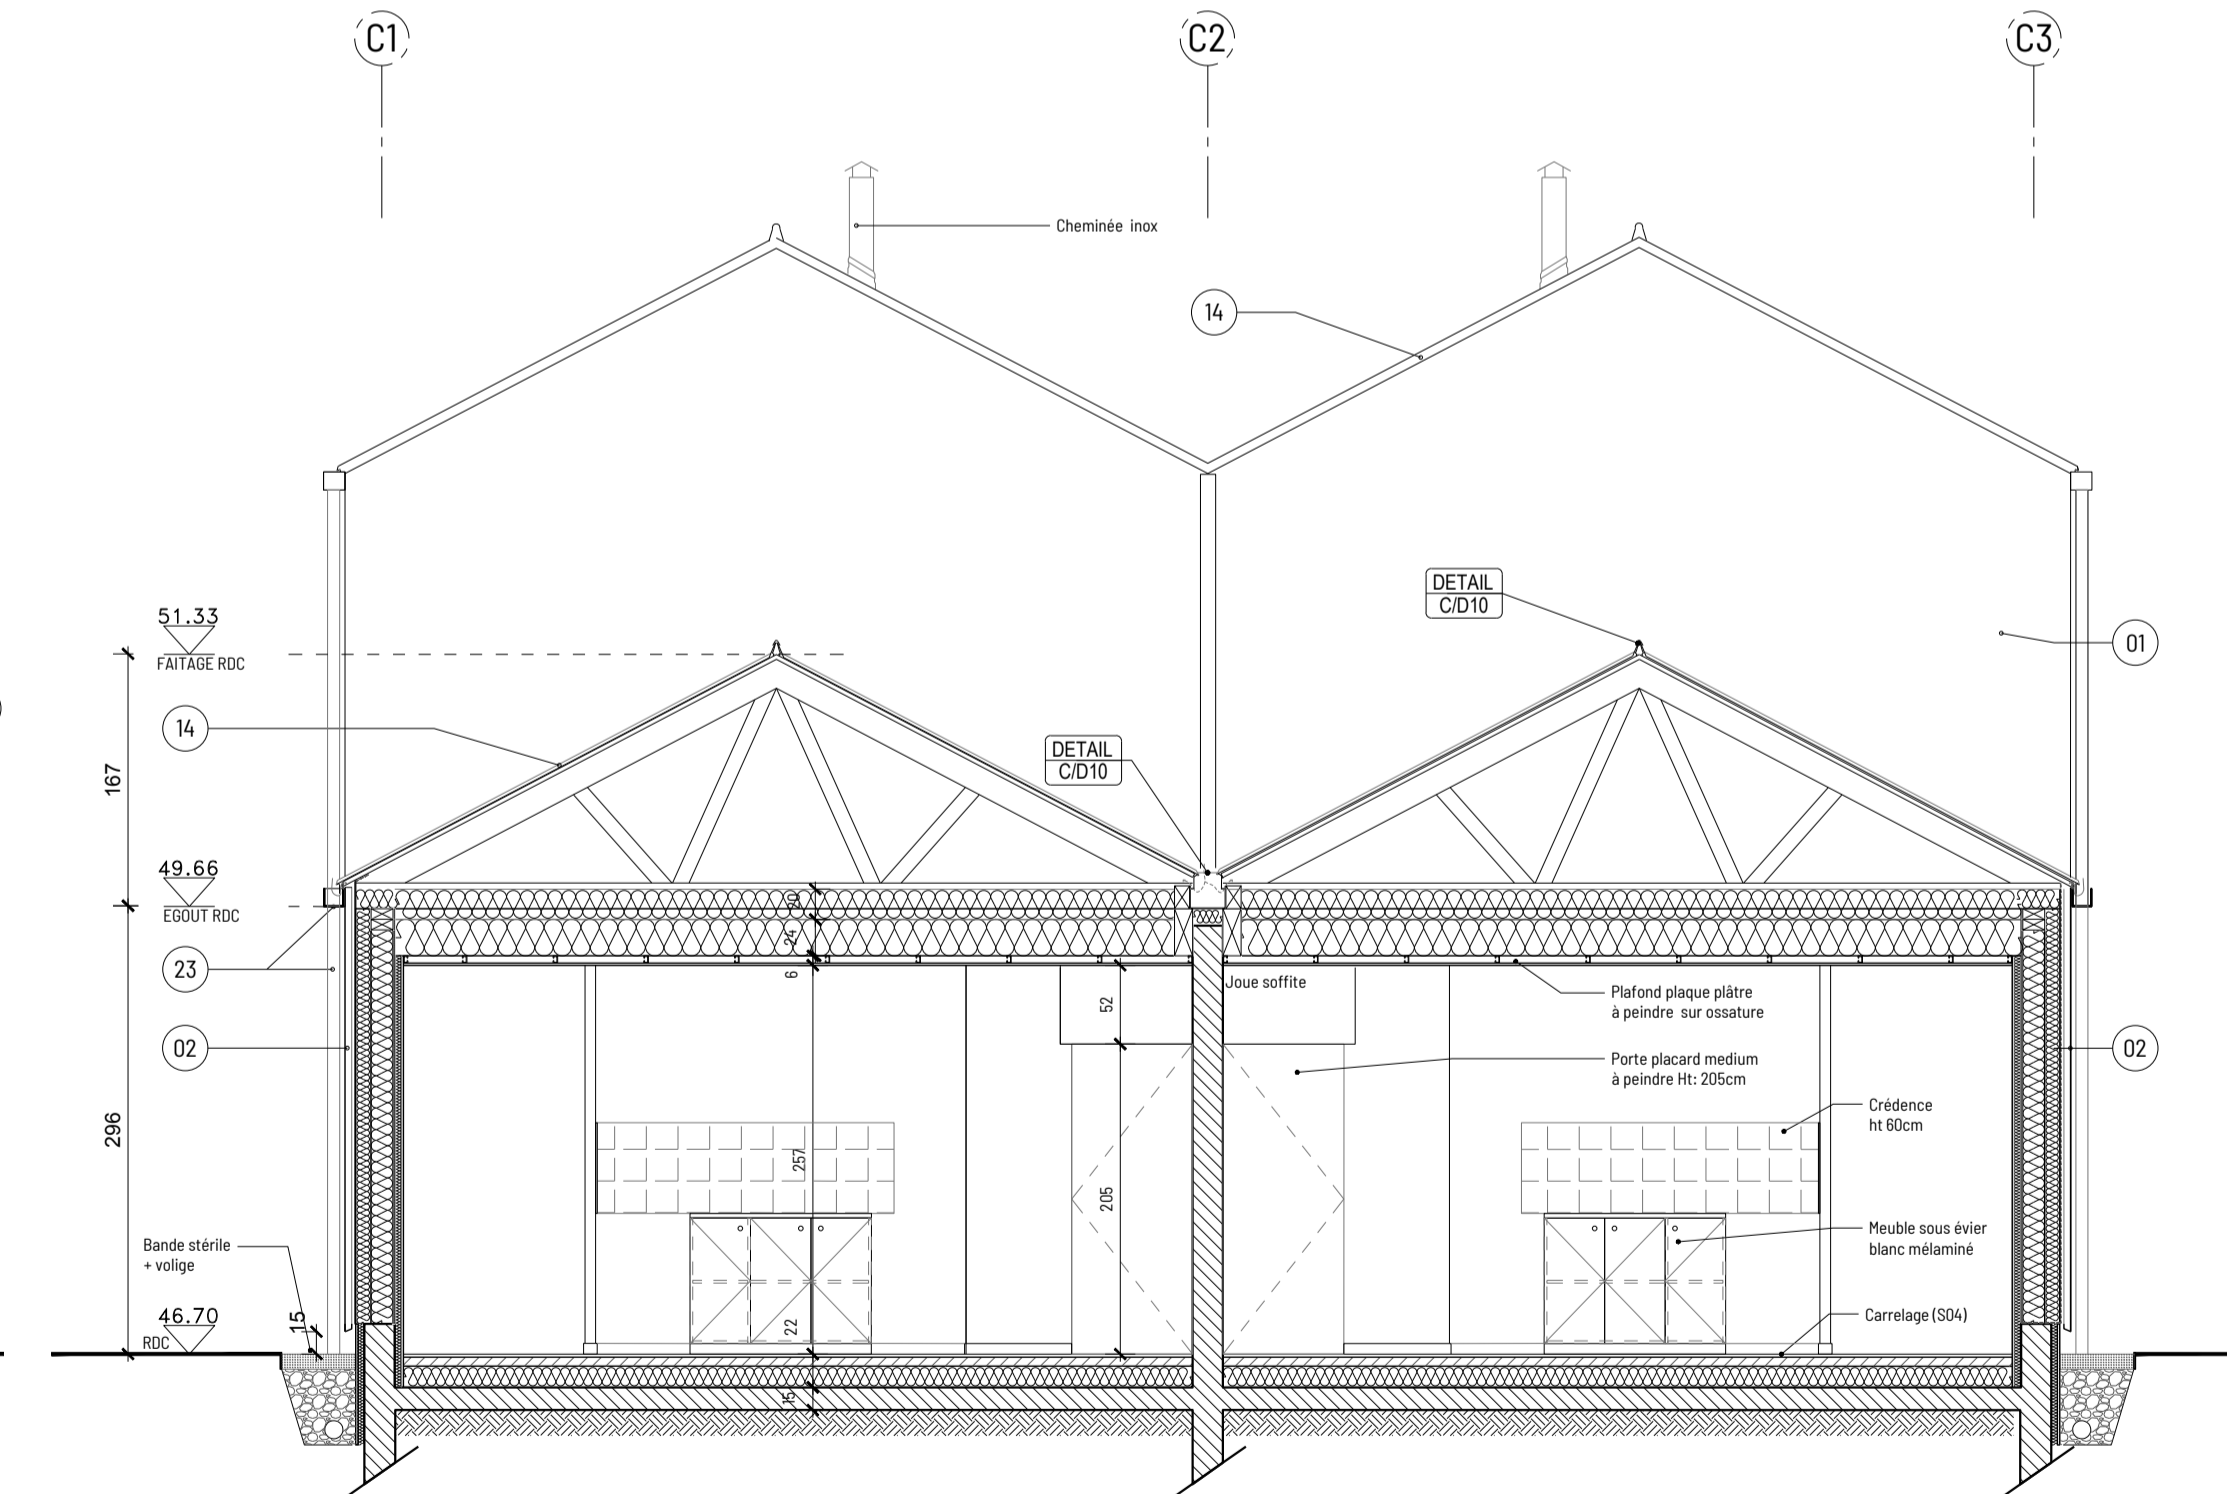 C1
C2
C3
Cheminée inox
14
DETAIL
C/D10
51.33
FAITAGE RDC
01
14
DETAIL
C/D10
167
49.66
EGOUT RDC
20
24
6
23
Joue soffite
52
Plafond plaque plâtre
à peindre sur ossature
02
02
Porte placard medium
à peindre Ht: 205cm
296
Crédence
ht 60cm
257
205
Meuble sous évier
blanc mélaminé
Bande stérile
+ volige
46.70
RDC
15
22
Carrelage (S04)
15